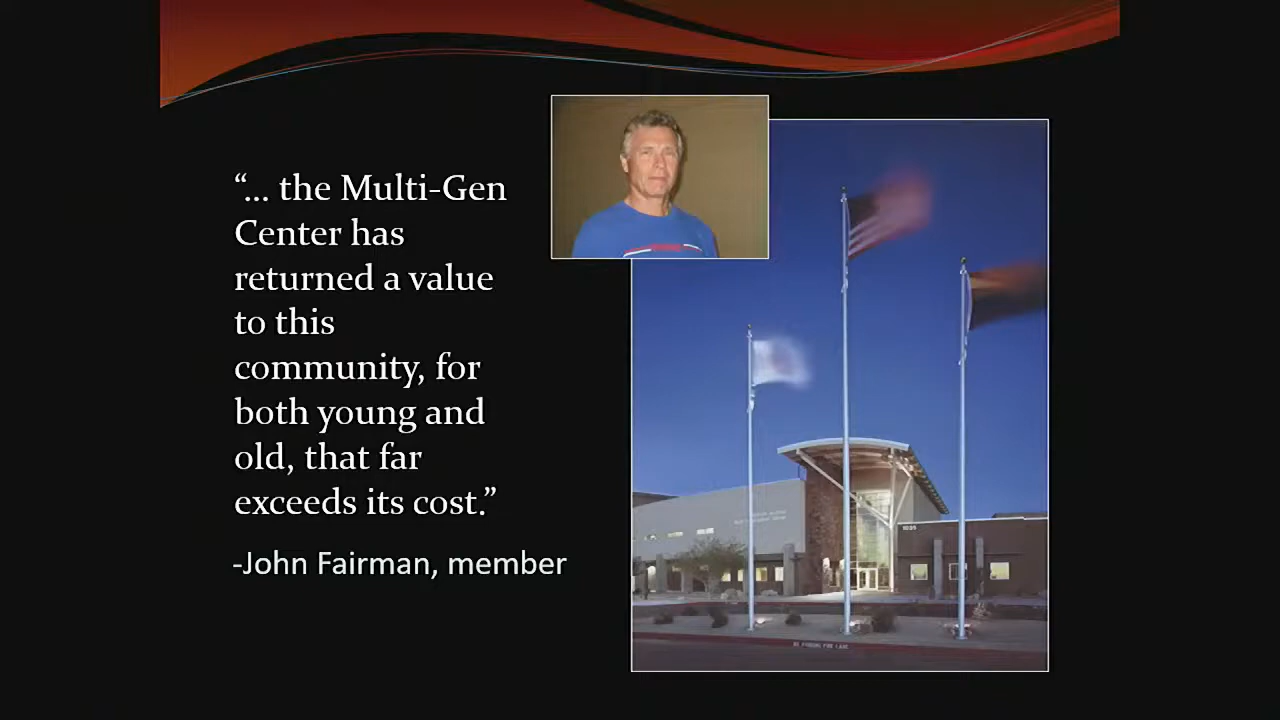 “... the Multi-Gen
Center has
returned a value
to this
community, for
both young and
old, that far
exceeds its cost.”
-John Fairman, member